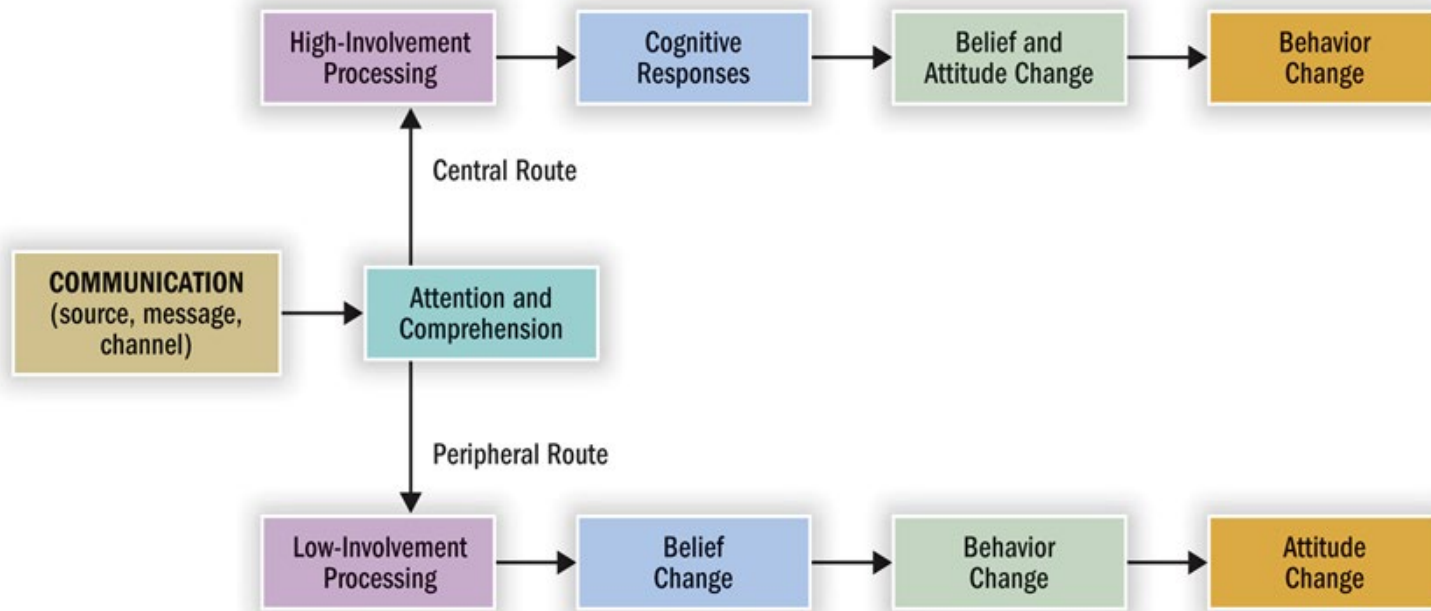 High-Involvement
Processing
Cognitive
Responses
Belief and
Attitude Change
Behavior
Change
Central Route
COMMUNICATION
(source, message,
channel)
Attention and
Comprehension
Peripheral Route
Low-Involvement
Processing
Belief
Change
Behavior
Change
Attitude
Change